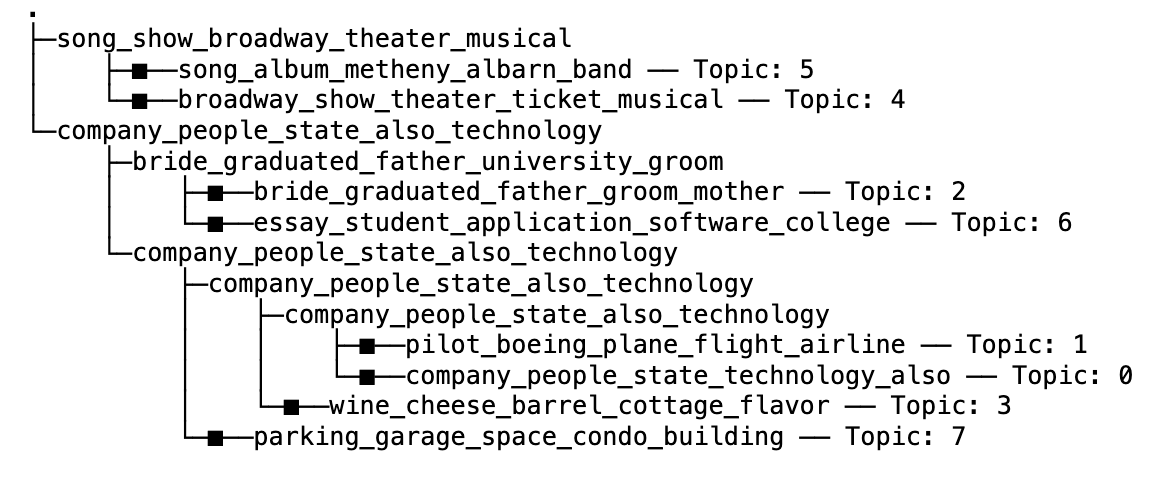 .
├─song_show_broadway_theater_musical
│    ├─■──song_album_metheny_albarn_band ── Topic: 5
│    └─■──broadway_show_theater_ticket_musical ── Topic: 4
└─company_people_state_also_technology
     ├─bride_graduated_father_university_groom
     │    ├─■──bride_graduated_father_groom_mother ── Topic: 2
     │    └─■──essay_student_application_software_college ── Topic: 6
     └─company_people_state_also_technology
          ├─company_people_state_also_technology
          │    ├─company_people_state_also_technology
          │    │    ├─■──pilot_boeing_plane_flight_airline ── Topic: 1
          │    │    └─■──company_people_state_technology_also ── Topic: 0
          │    └─■──wine_cheese_barrel_cottage_flavor ── Topic: 3
          └─■──parking_garage_space_condo_building ── Topic: 7